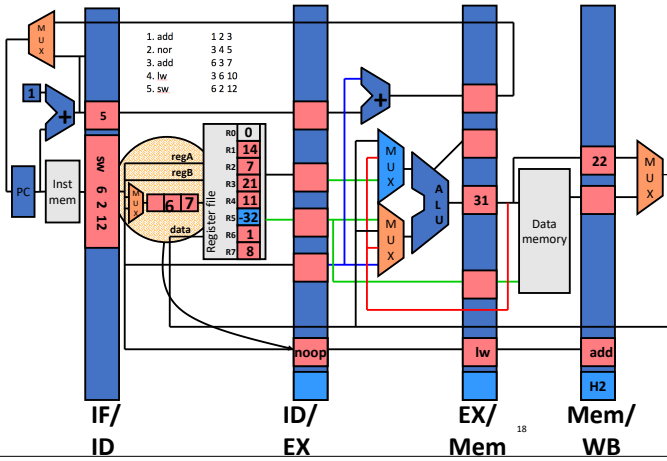 1. add 1 2 3
2. nor 3 4 5
3. add 6 3 7
4. lw 3 6 10
5. sw 6 2 12
M U X
1
+
5
PC
Inst mem
sw 6 2 12
regA
regB
M U X
6 7
data
Register file
R0 0
R1 14
R2 7
R3 21
R4 11
R5 -32
R6 1
R7 8
+
M U X
M U X
A L U
31
Data memory
22
M U X
noop
lw
add
H2
IF/ ID
ID/ EX
EX/ Mem
18
Mem/ WB